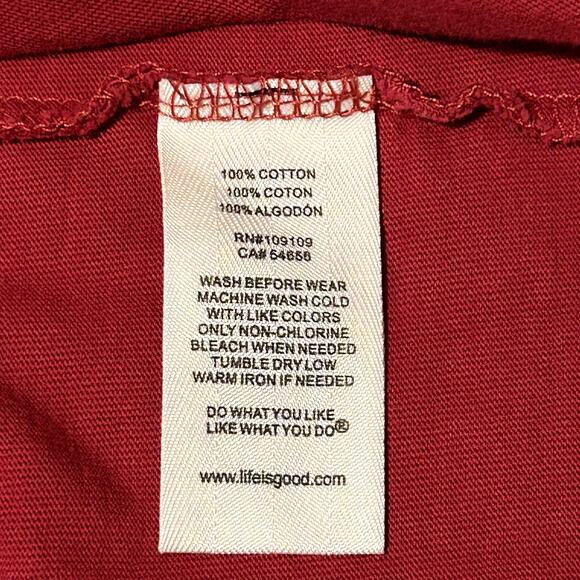 100% COTTON
100% COTON
100% ALGODÓN
RN#109109
CA# 54656
WASH BEFORE WEAR
MACHINE WASH COLD
WITH LIKE COLORS
ONLY NON-CHLORINE
BLEACH WHEN NEEDED
TUMBLE DRY LOW
WARM IRON IF NEEDED
DO WHAT YOU LIKE
LIKE WHAT YOU DO®
www.lifeisgood.com